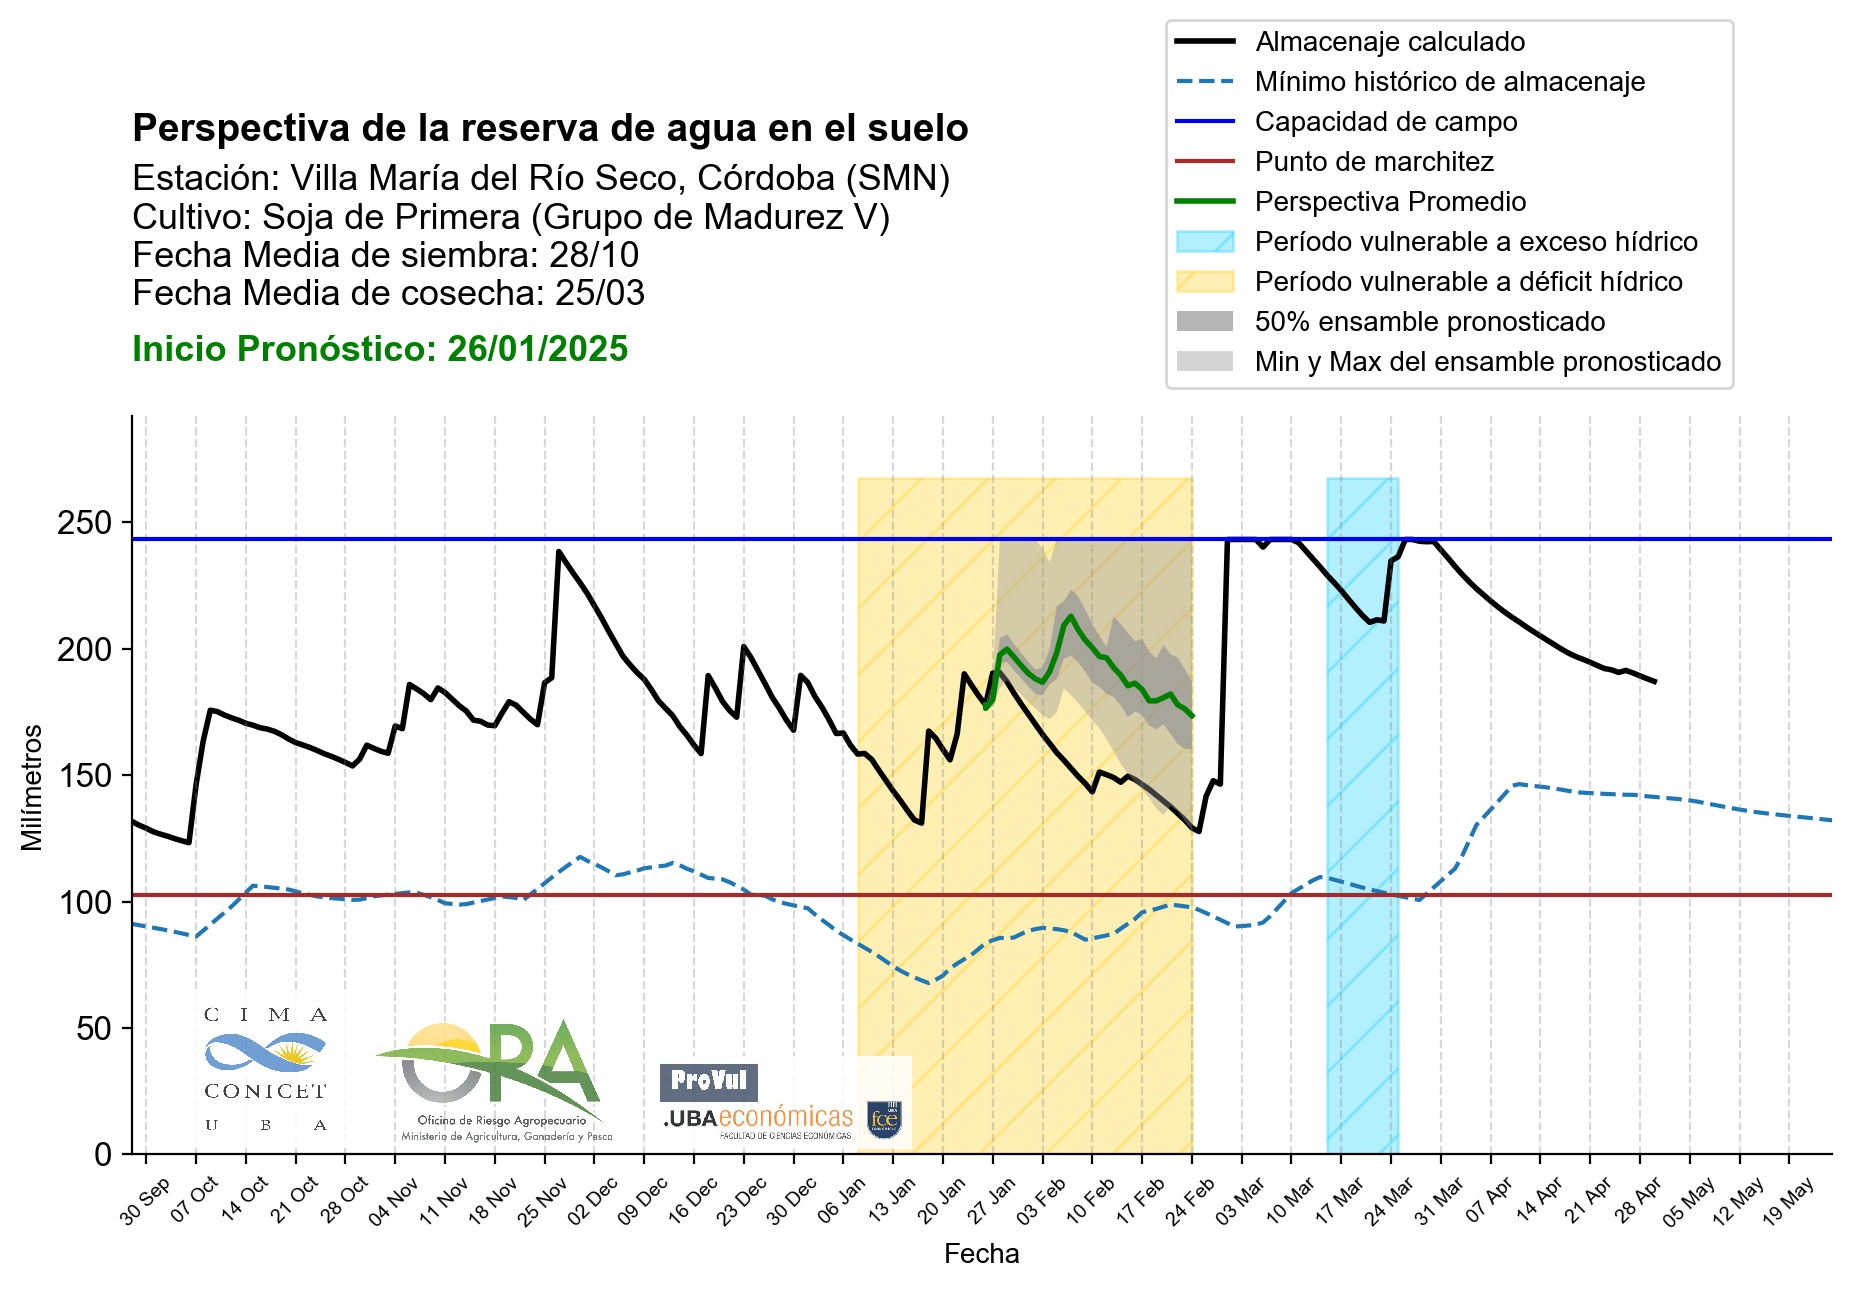 Almacenaje calculado
Mínimo histórico de almacenaje
Capacidad de campo
Punto de marchitez
Perspectiva Promedio
Período vulnerable a exceso hídrico
Período vulnerable a déficit hídrico
50% ensamble pronosticado
Min y Max del ensamble pronosticado
Perspectiva de la reserva de agua en el suelo
Estación: Villa María del Río Seco, Córdoba (SMN)
Cultivo: Soja de Primera (Grupo de Madurez V)
Fecha Media de siembra: 28/10
Fecha Media de cosecha: 25/03
Inicio Pronóstico: 26/01/2025
Milímetros
250
200
150
100
50
0
CIMA
CONICET
UBA
ORA
Oficina de Riesgo Agropecuario
Ministerio de Agricultura, Ganadería y Pesca
ProVul
.UBAeconómicas
FACULTAD DE CIENCIAS ECONÓMICAS
fce
30 Sep
07 Oct
14 Oct
21 Oct
28 Oct
04 Nov
11 Nov
18 Nov
25 Nov
02 Dec
09 Dec
16 Dec
23 Dec
30 Dec
06 Jan
13 Jan
20 Jan
27 Jan
03 Feb
10 Feb
17 Feb
24 Feb
03 Mar
10 Mar
17 Mar
24 Mar
31 Mar
07 Apr
14 Apr
21 Apr
28 Apr
05 May
12 May
19 May
Fecha